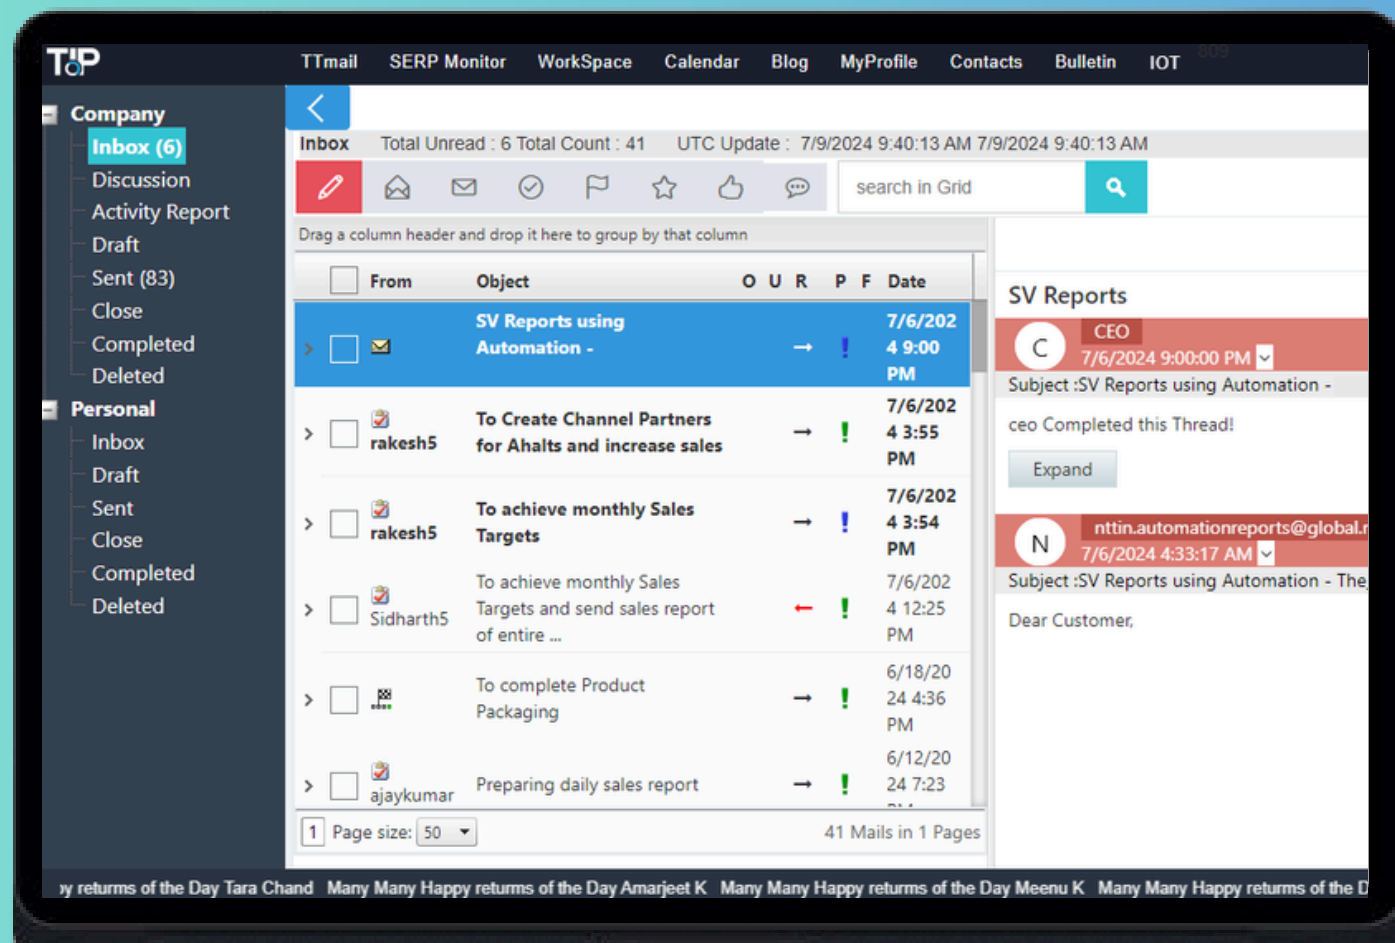 TOP
TTmail SERP Monitor WorkSpace Calendar Blog MyProfile Contacts Bulletin IOT 809
Company
Inbox (6)
Discussion
Activity Report
Draft
Sent (83)
Close
Completed
Deleted
Personal
Inbox
Draft
Sent
Close
Completed
Deleted
Inbox Total Unread : 6 Total Count : 41 UTC Update : 7/9/2024 9:40:13 AM 7/9/2024 9:40:13 AM
search in Grid
Drag a column header and drop it here to group by that column
From Object O U R P F Date
SV Reports using
Automation -
7/6/202
4 9:00
PM
rakesh5
To Create Channel Partners
for Ahalts and increase sales
7/6/202
4 3:55
PM
rakesh5
To achieve monthly Sales
Targets
7/6/202
4 3:54
PM
Sidharth5
To achieve monthly Sales
Targets and send sales report
of entire ...
7/6/202
4 12:25
PM
To complete Product
Packaging
6/18/20
24 4:36
PM
ajaykumar
Preparing daily sales report
6/12/20
24 7:23
1 Page size: 50 41 Mails in 1 Pages
SV Reports
C
CEO
7/6/2024 9:00:00 PM
Subject :SV Reports using Automation -
ceo Completed this Thread!
Expand
N
nttin.automationreports@global.
7/6/2024 4:33:17 AM
Subject :SV Reports using Automation - The
Dear Customer,
py returms of the Day Tara Chand Many Many Happy returms of the Day Amarjeet K Many Many Happy returms of the Day Meenu K Many Many Happy returms of the D